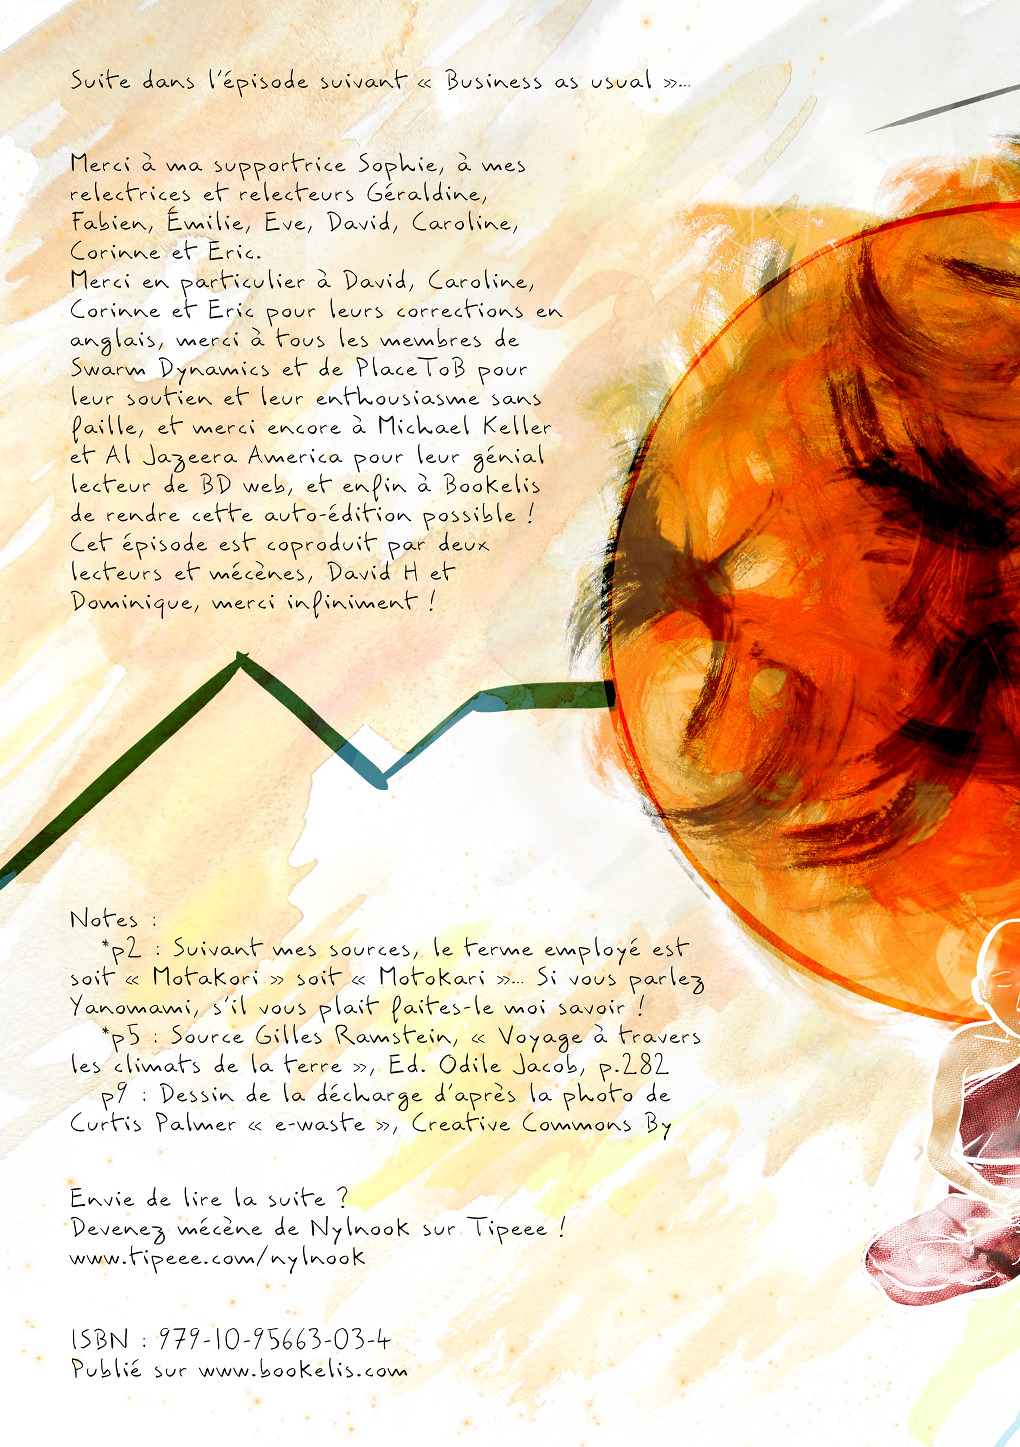 Suite dans l'épisode suivant « Business as usual »...
Merci à ma supportrice Sophie, à mes
relectrices et relecteurs Géraldine,
Fabien, Émilie, Eve, David, Caroline,
Corinne et Eric.
Merci en particulier à David, Caroline,
Corinne et Eric pour leurs corrections en
anglais, merci à tous les membres de
Swarm Dynamics et de PlaceToB pour
leur soutien et leur enthousiasme sans
faille, et merci encore à Michael Keller
et Al Jazeera America pour leur génial
lecteur de BD web, et enfin à Bookelis
de rendre cette auto-édition possible !
Cet épisode est coproduit par deux
lecteurs et mécènes, David H et
Dominique, merci infiniment !
Notes :
*p2 : Suivant mes sources, le terme employé est
soit « Motakori » soit « Motokari »... Si vous parlez
Yanomami, s'il vous plait faites-le moi savoir !
*p5 : Source Gilles Ramstein, « Voyage à travers
les climats de la terre », Ed. Odile Jacob, p.282
p9 : Dessin de la décharge d'après la photo de
Curtis Palmer « e-waste », Creative Commons By
Envie de lire la suite ?
Devenez mécène de Nylnook sur Tipeee !
www.tipeee.com/nylnook
ISBN : 979-10-95663-03-4
Publié sur www.bookelis.com